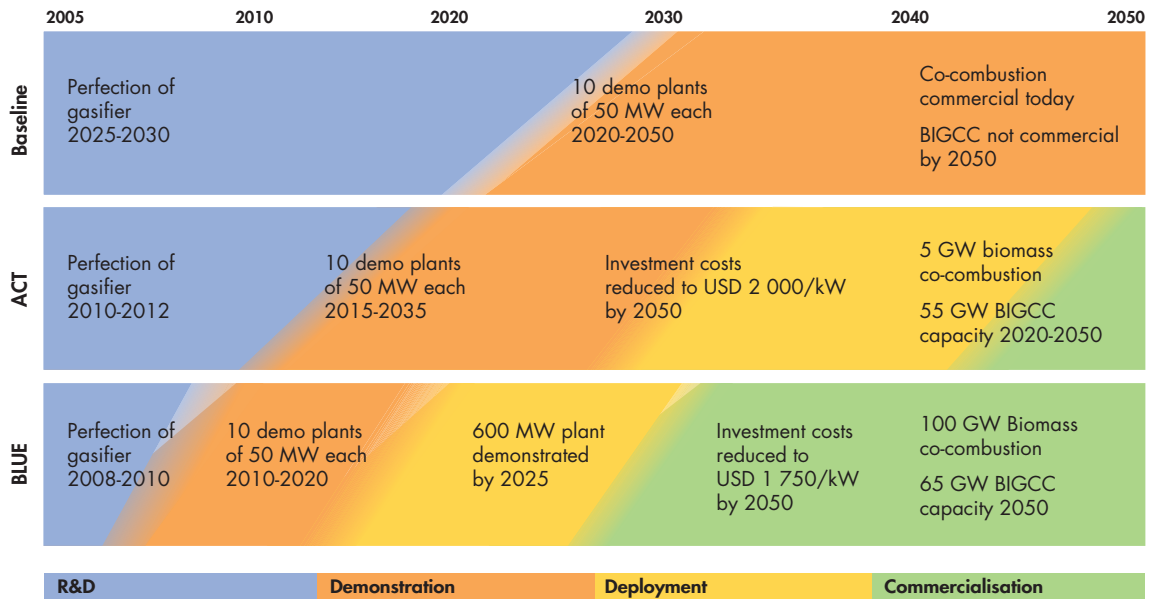 2005 2010 2020 2030 2040 2050
Baseline
Perfection of
gasifier
2025-2030
10 demo plants
of 50 MW each
2020-2050
Co-combustion
commercial today
BIGCC not commercial
by 2050
ACT
Perfection of
gasifier
2010-2012
10 demo plants
of 50 MW each
2015-2035
Investment costs
reduced to USD 2 000/kW
by 2050
5 GW biomass
co-combustion
55 GW BIGCC
capacity 2020-2050
BLUE
Perfection of
gasifier
2008-2010
10 demo plants
of 50 MW each
2010-2020
600 MW plant
demonstrated
by 2025
Investment costs
reduced to
USD 1 750/kW
by 2050
100 GW Biomass
co-combustion
65 GW BIGCC
capacity 2050
R&D Demonstration Deployment Commercialisation